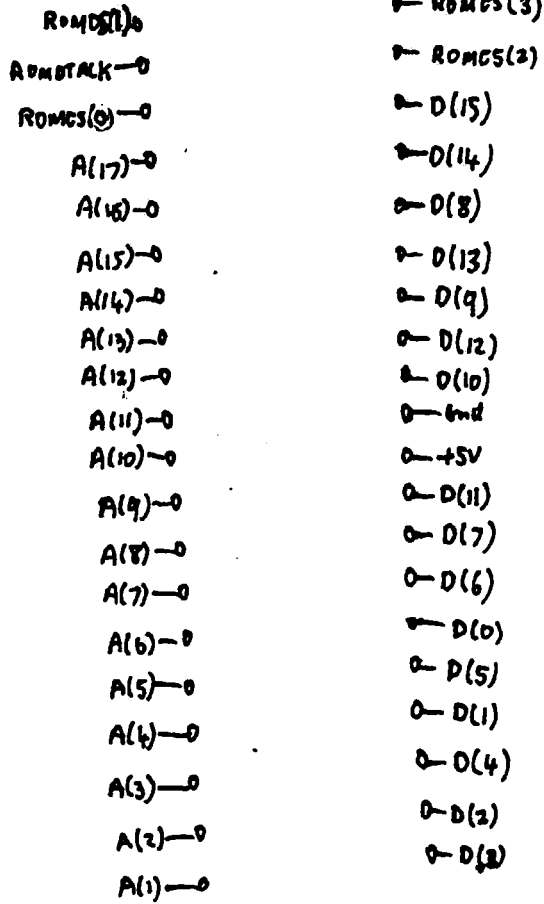 ROMCS(1)
ROMCS(3)
ROMCS(2)
ROMCS(0)
D(15)
A(17)
D(14)
A(16)
D(8)
A(15)
D(13)
A(14)
D(9)
A(13)
D(12)
A(12)
D(10)
A(11)
Gnd
A(10)
+5V
A(9)
D(11)
A(8)
D(7)
A(7)
D(6)
A(6)
D(0)
A(5)
D(5)
A(4)
D(1)
A(3)
D(4)
A(2)
D(2)
A(1)
D(3)